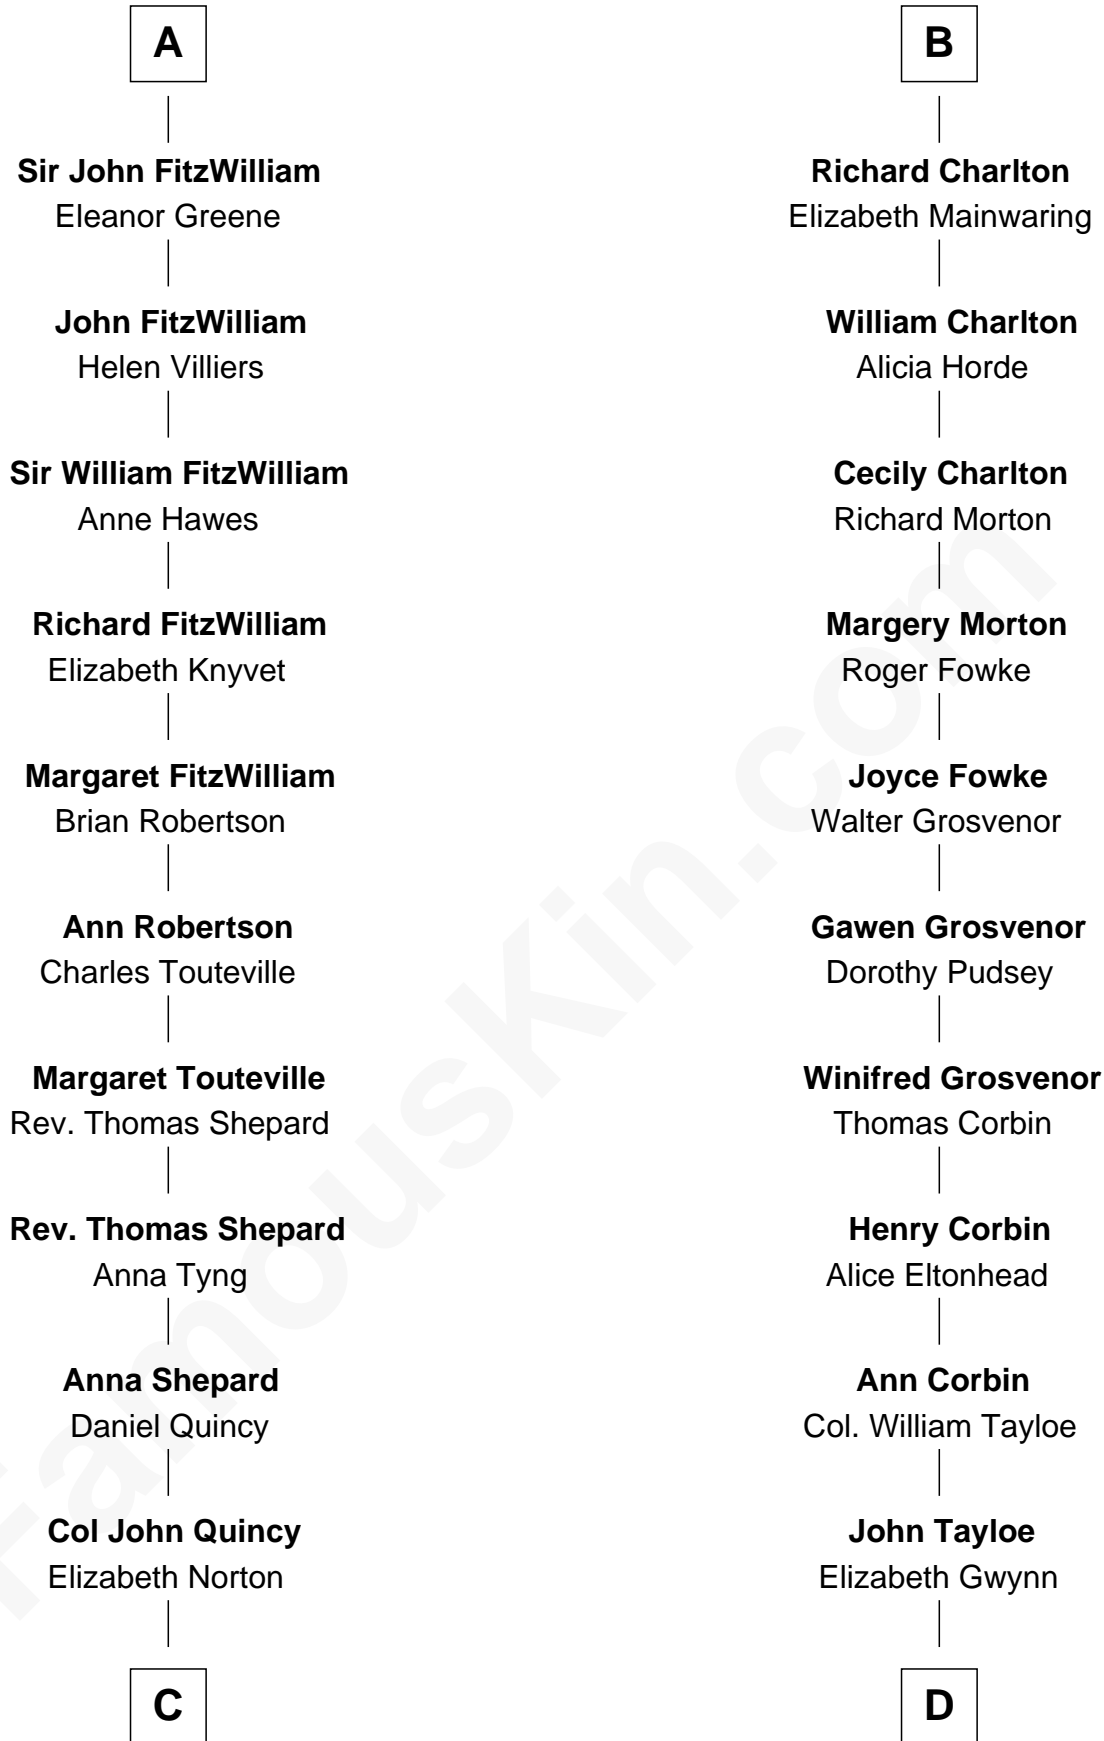 A
Sir John FitzWilliam
Eleanor Greene
John FitzWilliam
Helen Villiers
Sir William FitzWilliam
Anne Hawes
Richard FitzWilliam
Elizabeth Knyvet
Margaret FitzWilliam
Brian Robertson
Ann Robertson
Charles Touteville
Margaret Touteville
Rev. Thomas Shepard
Rev. Thomas Shepard
Anna Tyng
Anna Shepard
Daniel Quincy
Col John Quincy
Elizabeth Norton
C
B
Richard Charlton
Elizabeth Mainwaring
William Charlton
Alicia Horde
Cecily Charlton
Richard Morton
Margery Morton
Roger Fowke
Joyce Fowke
Walter Grosvenor
Gawen Grosvenor
Dorothy Pudsey
Winifred Grosvenor
Thomas Corbin
Henry Corbin
Alice Eltonhead
Ann Corbin
Col. William Tayloe
John Tayloe
Elizabeth Gwynn
D
FamousKin.com